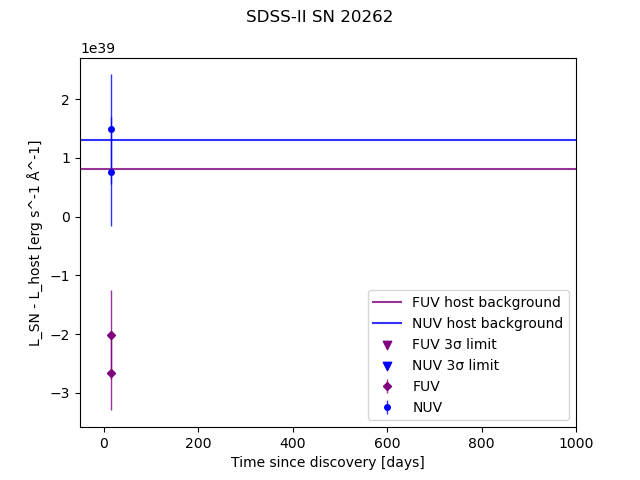 SDSS-II SN 20262
1e39
L_SN - L_host [erg s^-1 Å^-1]
2
1
0
−1
−2
−3
FUV host background
NUV host background
FUV 3σ limit
NUV 3σ limit
FUV
NUV
0 200 400 600 800 1000
Time since discovery [days]